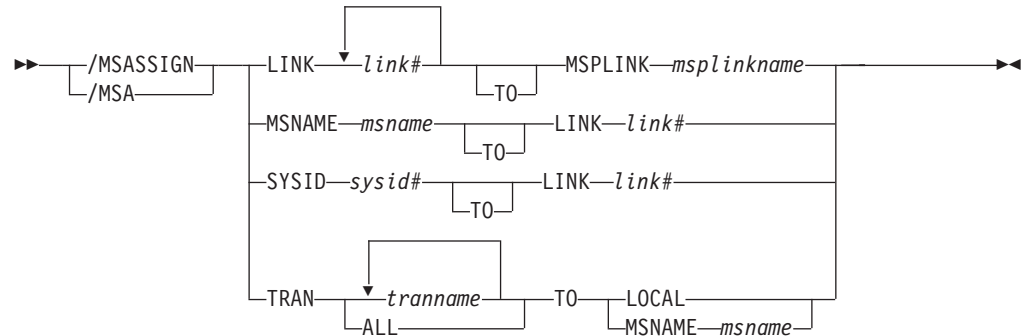 /MSASSIGN LINK link# MSPLINK msplinkname
/MSA TO
MSNAME msname LINK link#
TO
SYSID sysid# LINK link#
TO
TRAN tranname TO LOCAL
ALL MSNAME msname